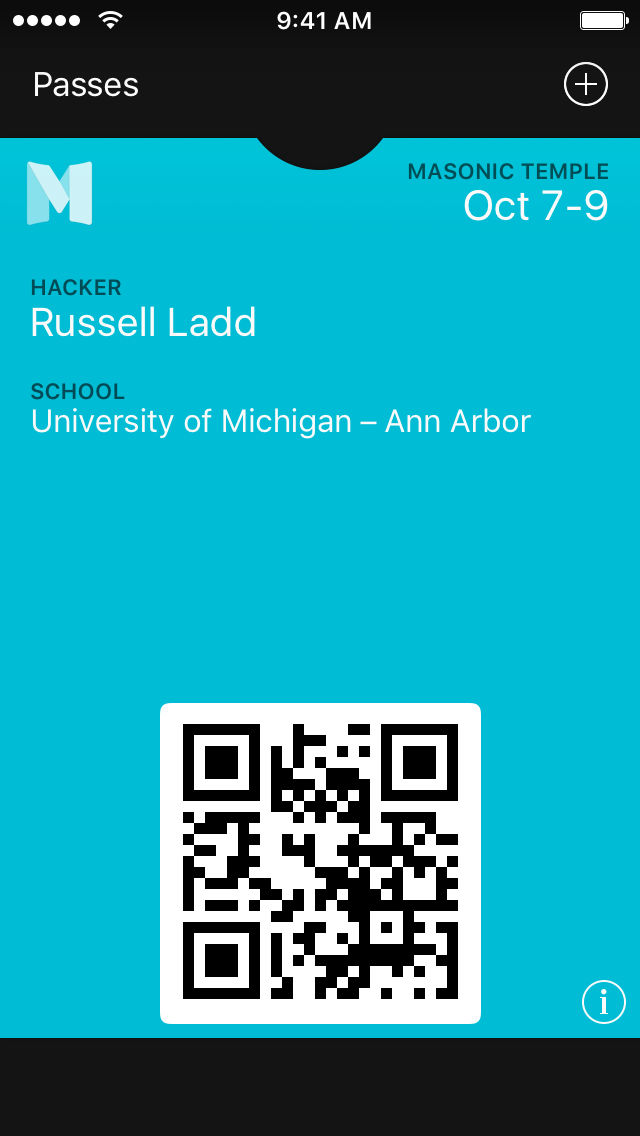 9:41 AM
Passes
MASONIC TEMPLE
Oct 7-9
HACKER
Russell Ladd
SCHOOL
University of Michigan – Ann Arbor